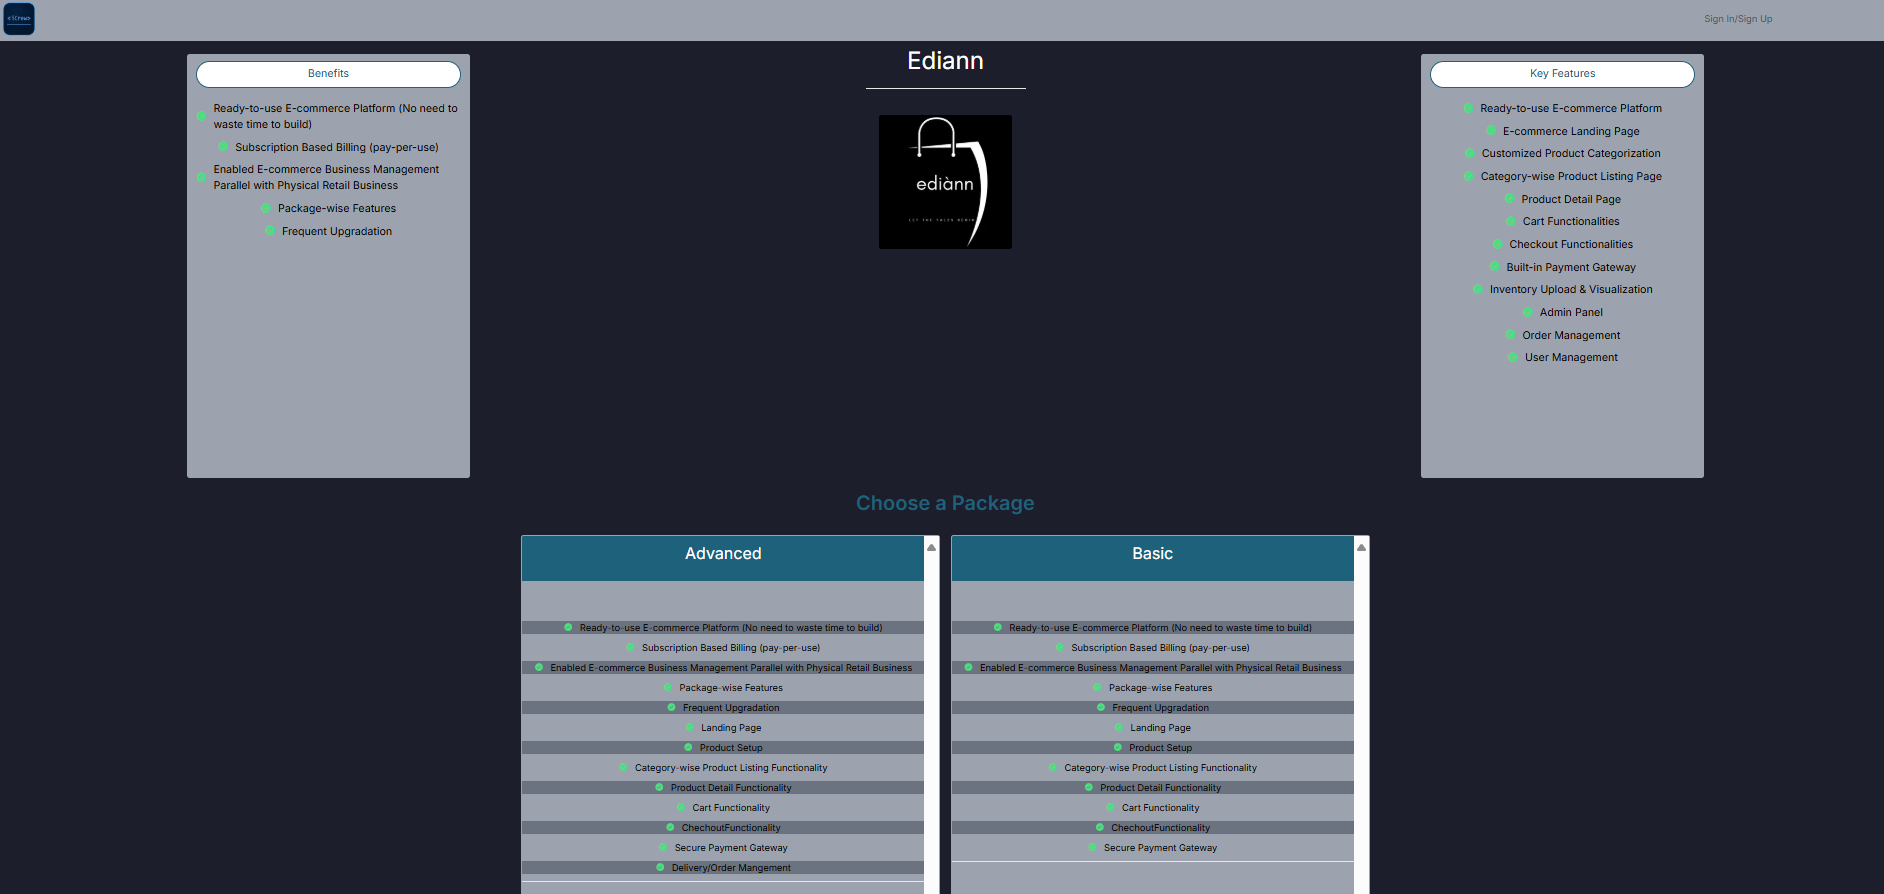 <iCrew>
Sign In/Sign Up
Benefits
Ready-to-use E-commerce Platform (No need to
waste time to build)
Subscription Based Billing (pay-per-use)
Enabled E-commerce Business Management
Parallel with Physical Retail Business
Package-wise Features
Frequent Upgradation
Ediann
ediànn
LET THE SALES BEGIN
Key Features
Ready-to-use E-commerce Platform
E-commerce Landing Page
Customized Product Categorization
Category-wise Product Listing Page
Product Detail Page
Cart Functionalities
Checkout Functionalities
Built-in Payment Gateway
Inventory Upload & Visualization
Admin Panel
Order Management
User Management
Choose a Package
Advanced
Ready-to-use E-commerce Platform (No need to waste time to build)
Subscription Based Billing (pay-per-use)
Enabled E-commerce Business Management Parallel with Physical Retail Business
Package-wise Features
Frequent Upgradation
Landing Page
Product Setup
Category-wise Product Listing Functionality
Product Detail Functionality
Cart Functionality
ChechoutFunctionality
Secure Payment Gateway
Delivery/Order Mangement
Basic
Ready-to-use E-commerce Platform (No need to waste time to build)
Subscription Based Billing (pay-per-use)
Enabled E-commerce Business Management Parallel with Physical Retail Business
Package-wise Features
Frequent Upgradation
Landing Page
Product Setup
Category-wise Product Listing Functionality
Product Detail Functionality
Cart Functionality
ChechoutFunctionality
Secure Payment Gateway